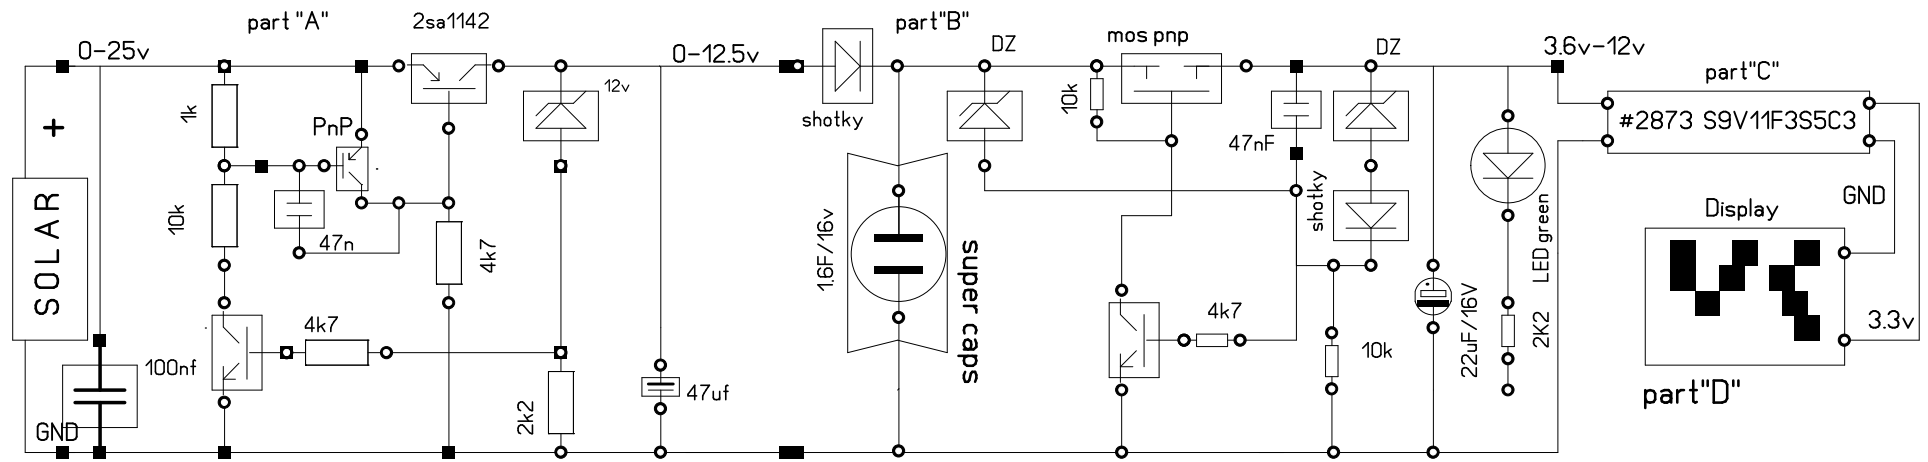 part "A"
2sa1142
part"B"
0-25v
0-12.5v
DZ
mos pnp
DZ
3.6v-12v
part"C"
12v
#2873 S9V11F3S5C3
1k
+
PnP
shotky
10k
47nF
SOLAR
10k
47n
4k7
1.6F/16v
super caps
shotky
LED green
GND
Display
4k7
4k7
22uF/16V
2K2
3.3v
100nf
47uf
10k
2k2
part"D"
GND